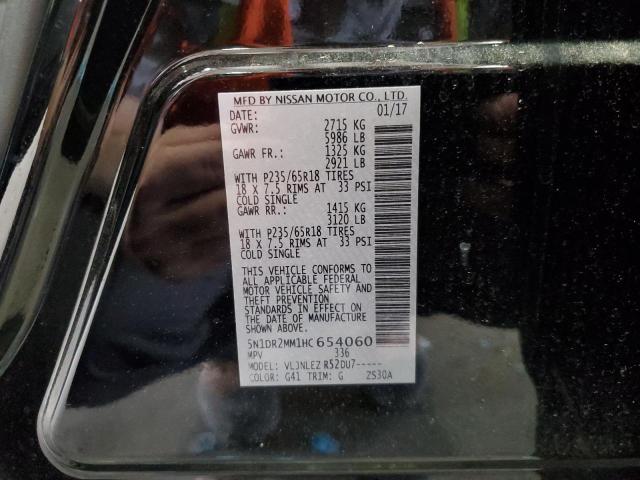 MFD BY NISSAN MOTOR CO., LTD.
DATE: 01/17
GVWR: 2715 KG
5986 LB
GAWR FR.: 1325 KG
2921 LB
WITH P235/65R18 TIRES
18 X 7.5 RIMS AT 33 PSI
COLD SINGLE
GAWR RR.: 1415 KG
3120 LB
WITH P235/65R18 TIRES
18 X 7.5 RIMS AT 33 PSI
COLD SINGLE
THIS VEHICLE CONFORMS TO
ALL APPLICABLE FEDERAL
MOTOR VEHICLE SAFETY AND
THEFT PREVENTION
STANDARDS IN EFFECT ON
THE DATE OF MANUFACTURE
SHOWN ABOVE.
5N1DR2MM1HC654060
MPV 336
MODEL: VLJNLEZ R52DU7-----
COLOR: G41 TRIM: G ZS30A